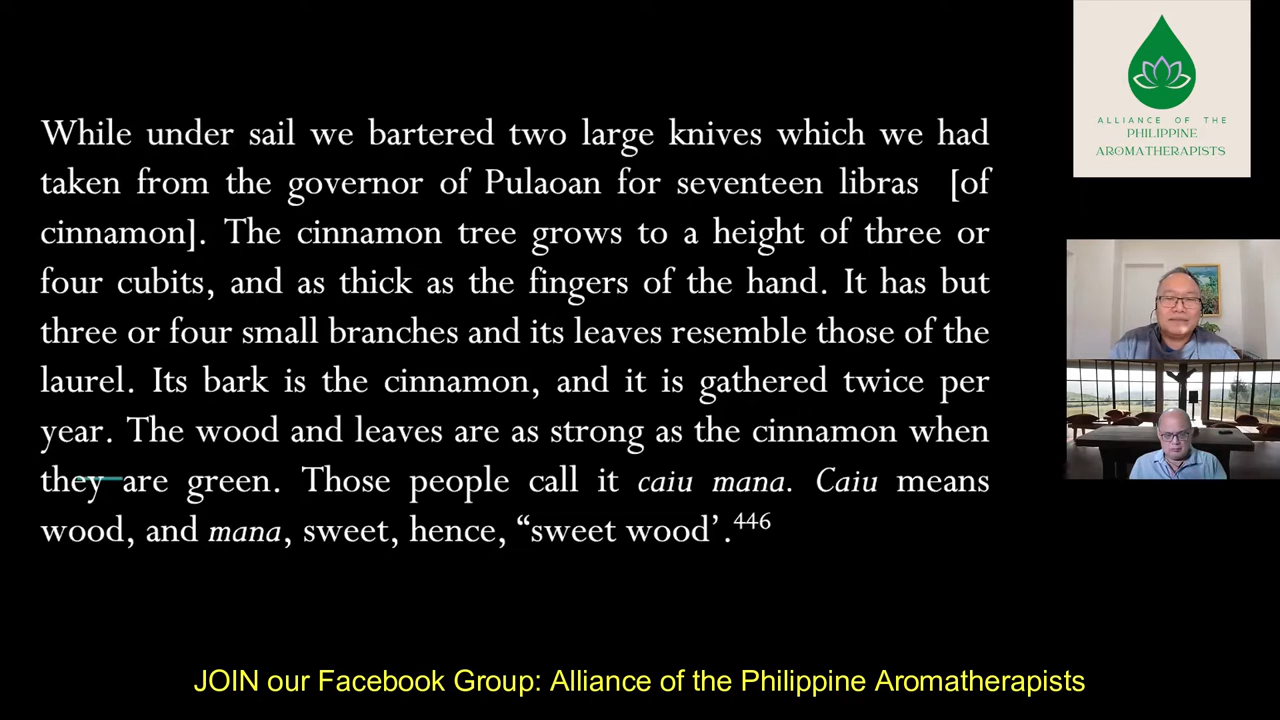 While under sail we bartered two large knives which we had
taken from the governor of Pulaoan for seventeen libras [of
cinnamon]. The cinnamon tree grows to a height of three or
four cubits, and as thick as the fingers of the hand. It has but
three or four small branches and its leaves resemble those of the
laurel. Its bark is the cinnamon, and it is gathered twice per
year. The wood and leaves are as strong as the cinnamon when
they are green. Those people call it caiu mana. Caiu means
wood, and mana, sweet, hence, “sweet wood’.446
ALLIANCE OF THE
PHILIPPINE
AROMATHERAPISTS
JOIN our Facebook Group: Alliance of the Philippine Aromatherapists